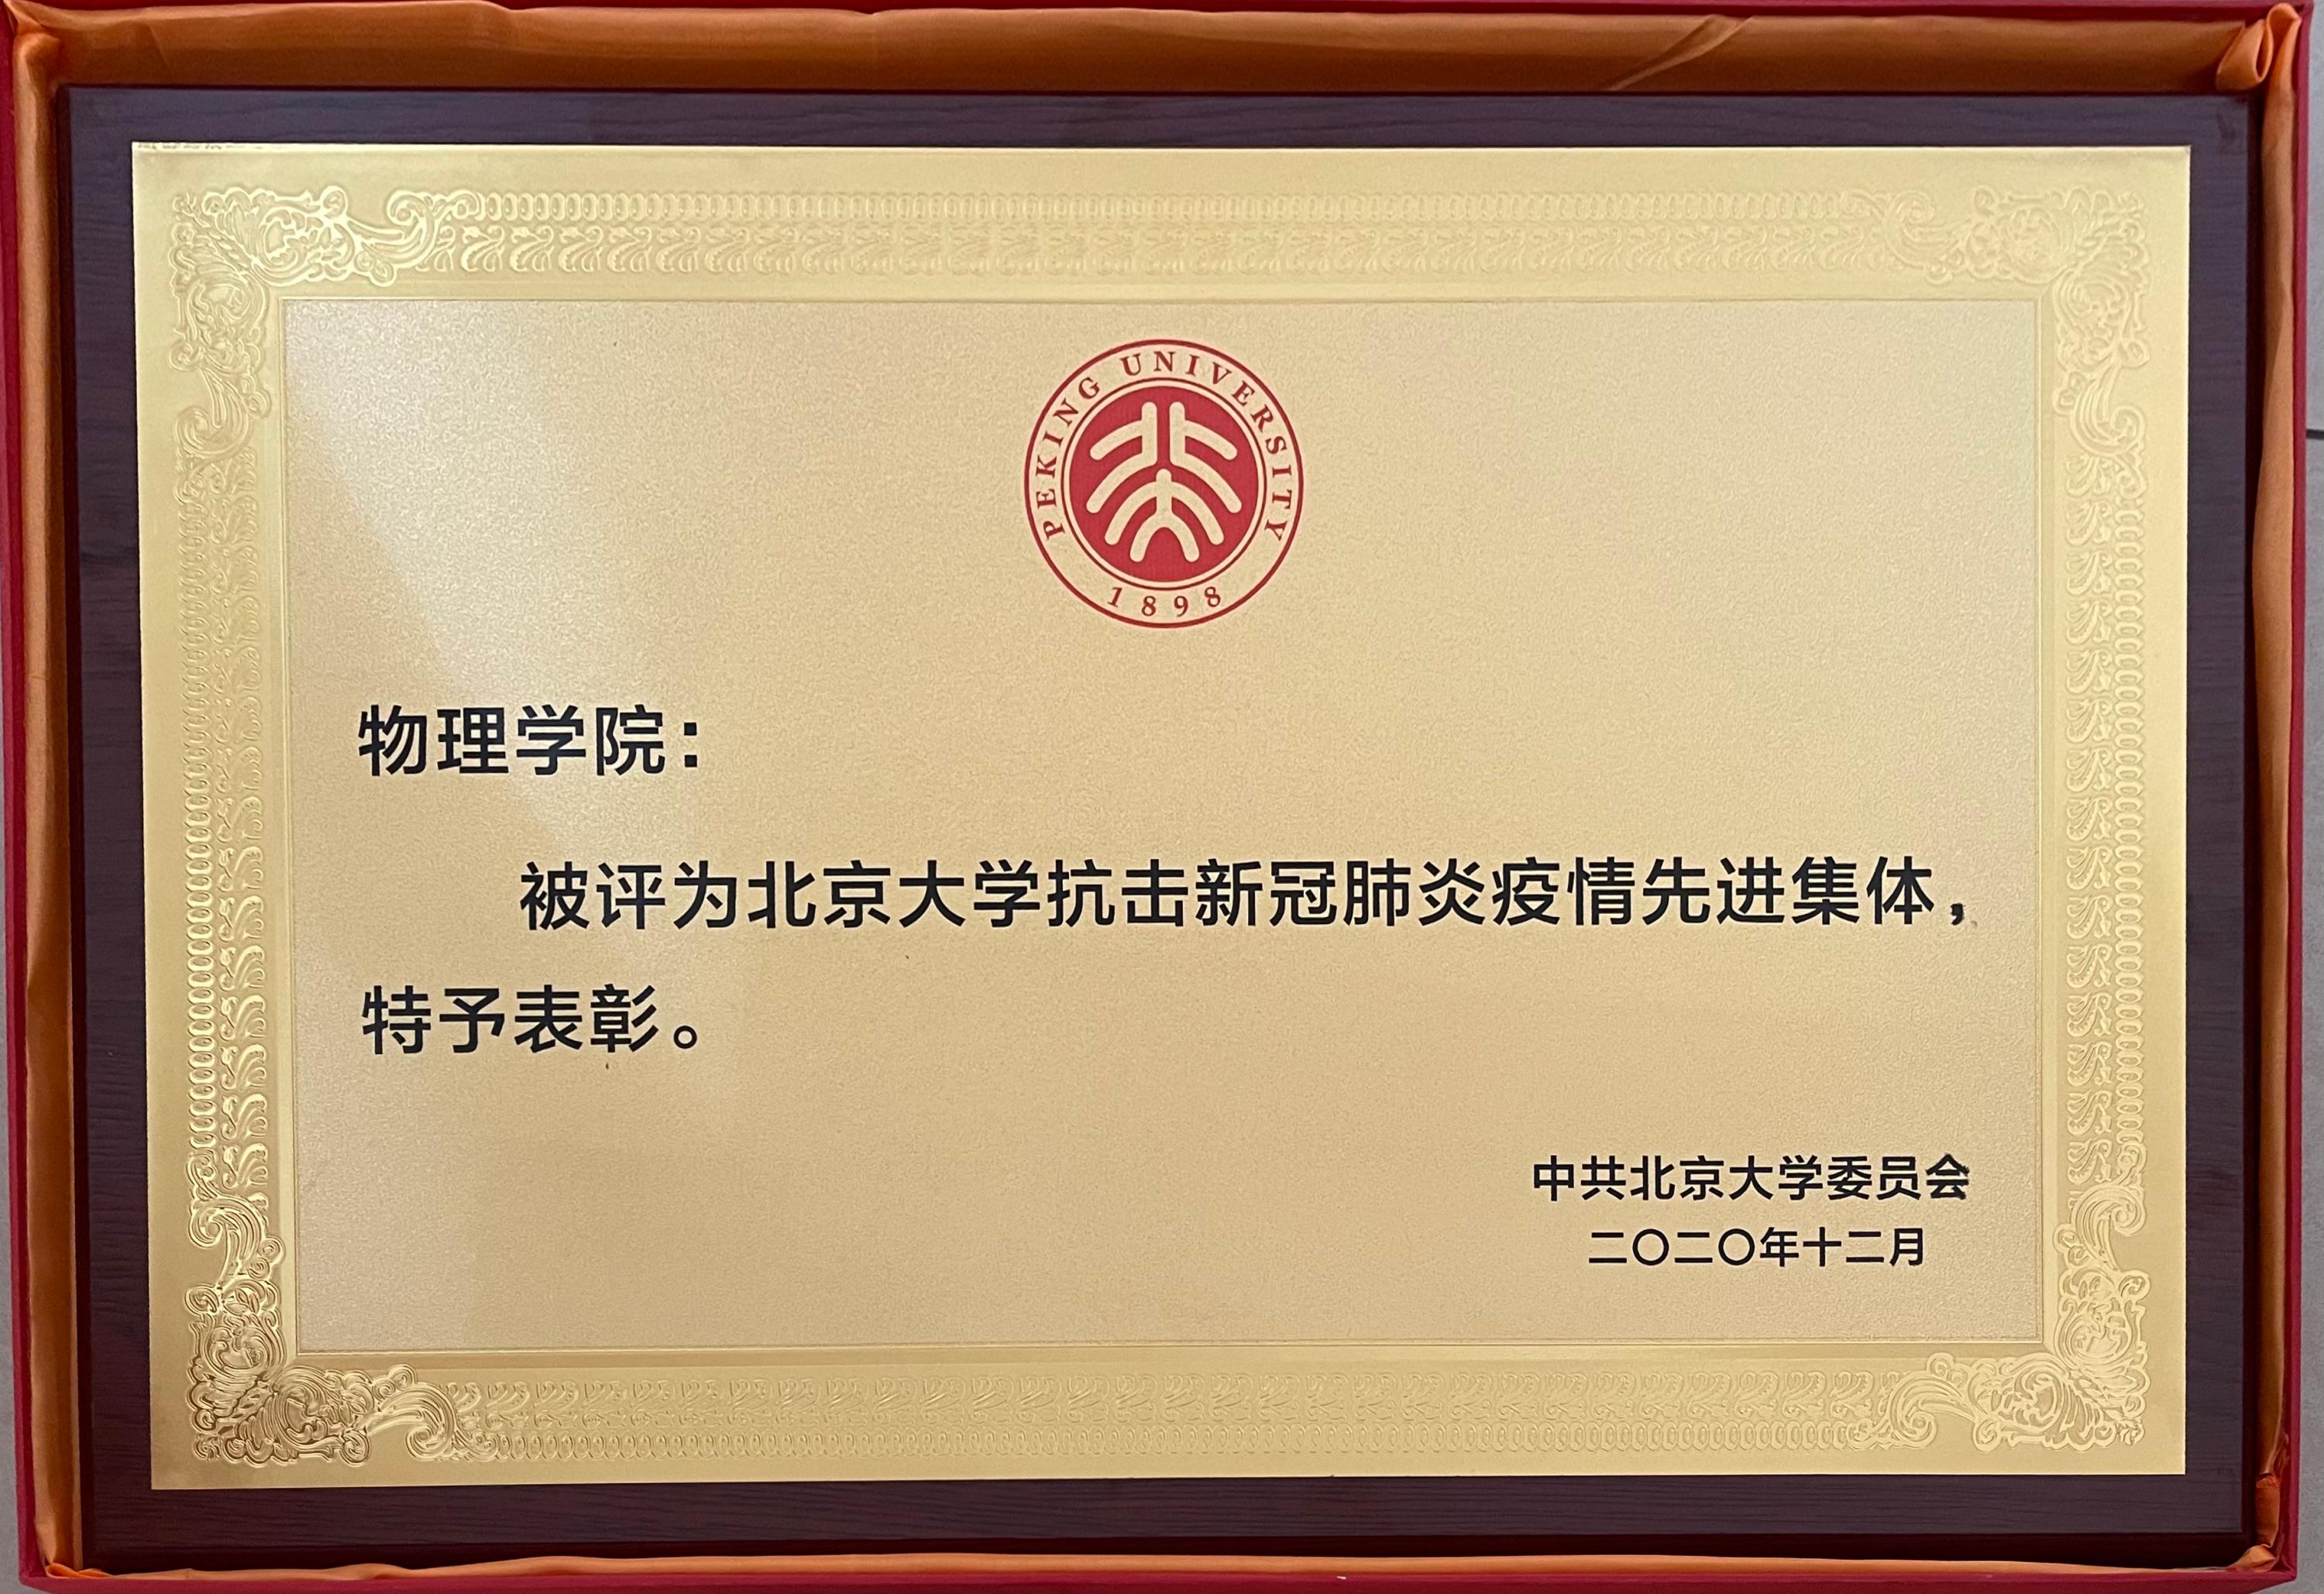 PEKING UNIVERSITY
1898
物理学院：
被评为北京大学抗击新冠肺炎疫情先进集体，
特予表彰。
中共北京大学委员会
二〇二〇年十二月